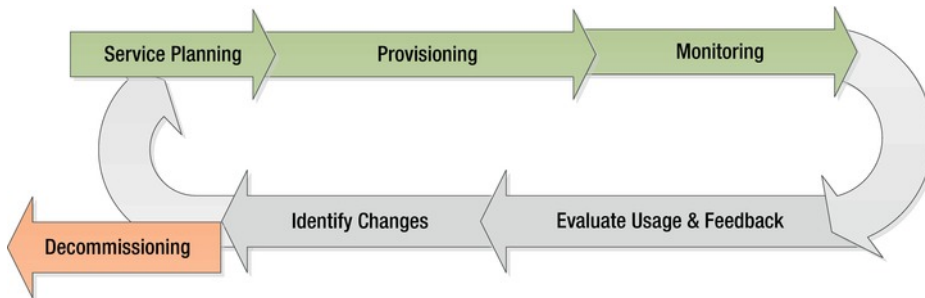 Service Planning
Provisioning
Monitoring
Evaluate Usage & Feedback
Identify Changes
Decommissioning